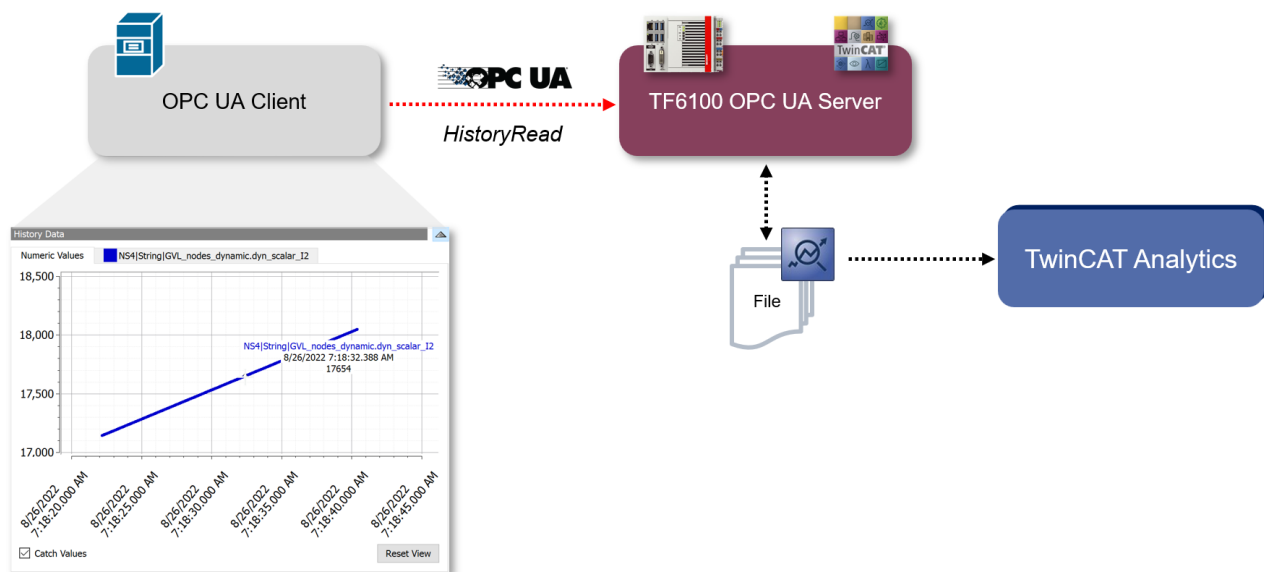 OPC UA Client
OPC UA
HistoryRead
TwinCAT
TF6100 OPC UA Server
File
TwinCAT Analytics
History Data
Numeric Values
NS4|String|GVL_nodes_dynamic.dyn_scalar_I2
18,500
18,000
17,500
17,000
NS4|String|GVL_nodes_dynamic.dyn_scalar_I2
8/26/2022 7:18:32.388 AM
17654
8/26/2022
7:18:20.000 AM
8/26/2022
7:18:25.000 AM
8/26/2022
7:18:30.000 AM
8/26/2022
7:18:35.000 AM
8/26/2022
7:18:40.000 AM
8/26/2022
7:18:45.000 AM
Catch Values
Reset View